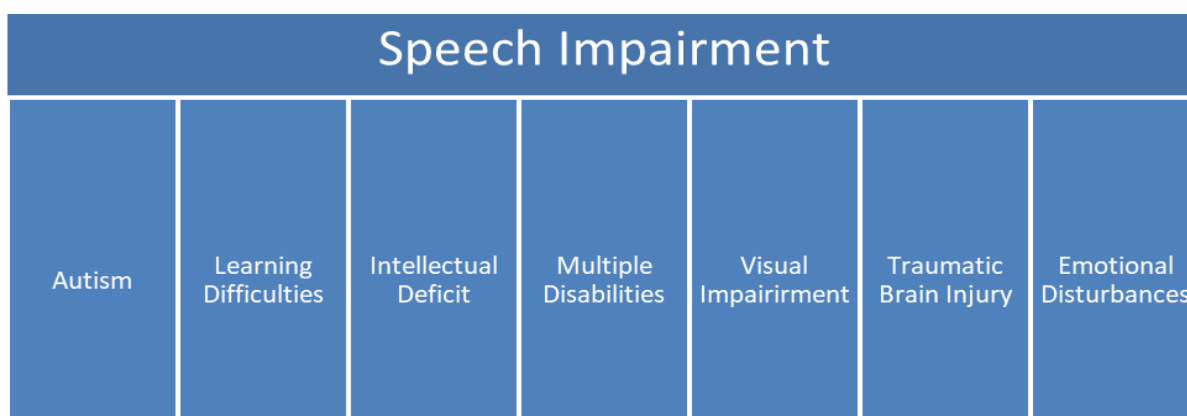 Speech Impairment
Autism
Learning
Difficulties
Intellectual
Deficit
Multiple
Disabilities
Visual
Impairirment
Traumatic
Brain Injury
Emotional
Disturbances